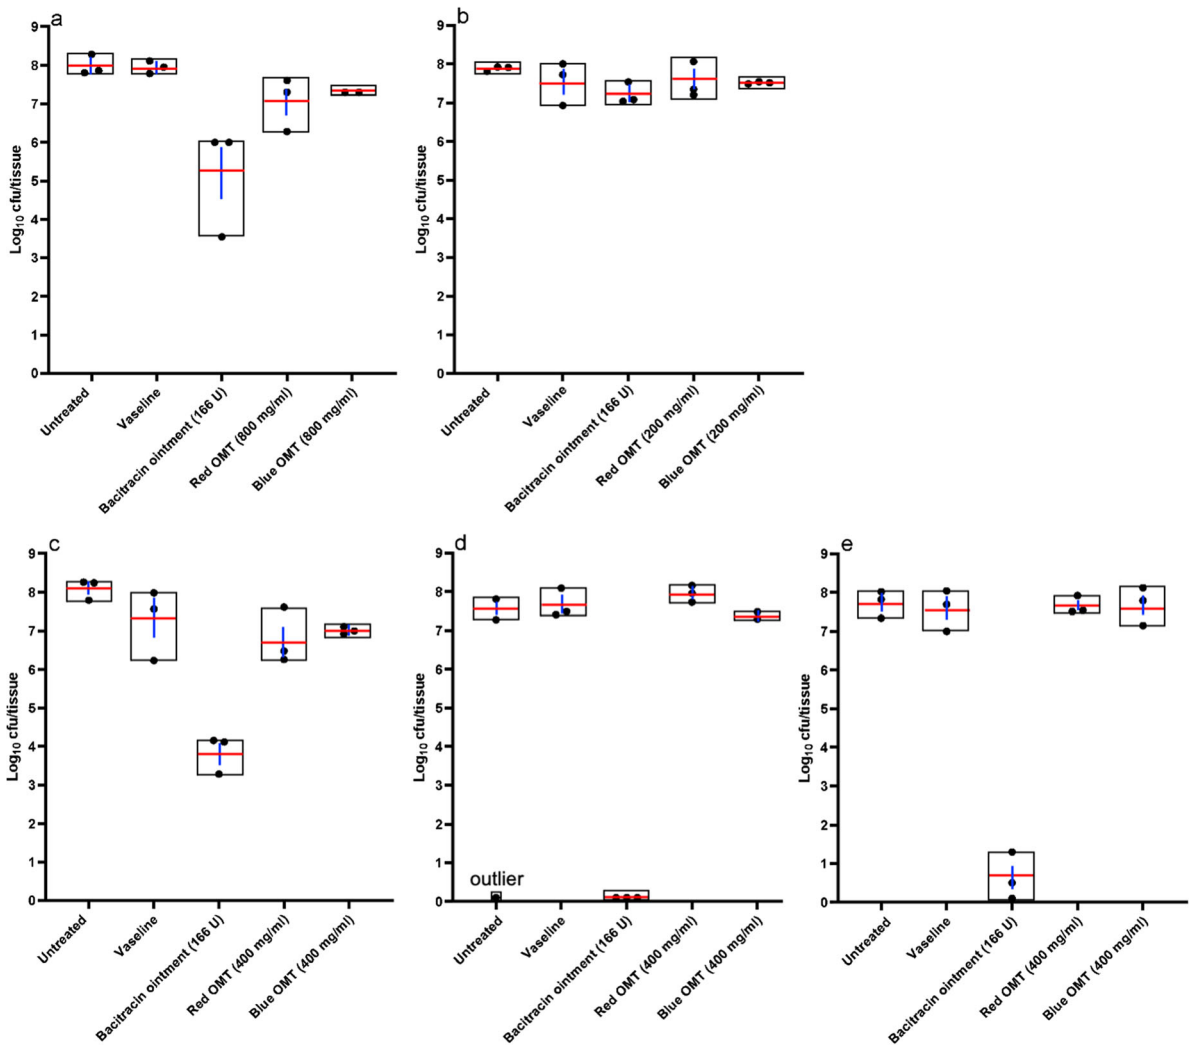 a
9
8
7
6
5
4
3
2
1
0
Log10 cfu/tissue
Untreated
Vaseline
Bacitracin ointment (166 U)
Red OMT (800 mg/ml)
Blue OMT (800 mg/ml)
b
9
8
7
6
5
4
3
2
1
0
Log10 cfu/tissue
Untreated
Vaseline
Bacitracin ointment (166 U)
Red OMT (200 mg/ml)
Blue OMT (200 mg/ml)
c
9
8
7
6
5
4
3
2
1
0
Log10 cfu/tissue
Untreated
Vaseline
Bacitracin ointment (166 U)
Red OMT (400 mg/ml)
Blue OMT (400 mg/ml)
d
9
8
7
6
5
4
3
2
1
0
Log10 cfu/tissue
outlier
Untreated
Vaseline
Bacitracin ointment (166 U)
Red OMT (400 mg/ml)
Blue OMT (400 mg/ml)
e
9
8
7
6
5
4
3
2
1
0
Log10 cfu/tissue
Untreated
Vaseline
Bacitracin ointment (166 U)
Red OMT (400 mg/ml)
Blue OMT (400 mg/ml)